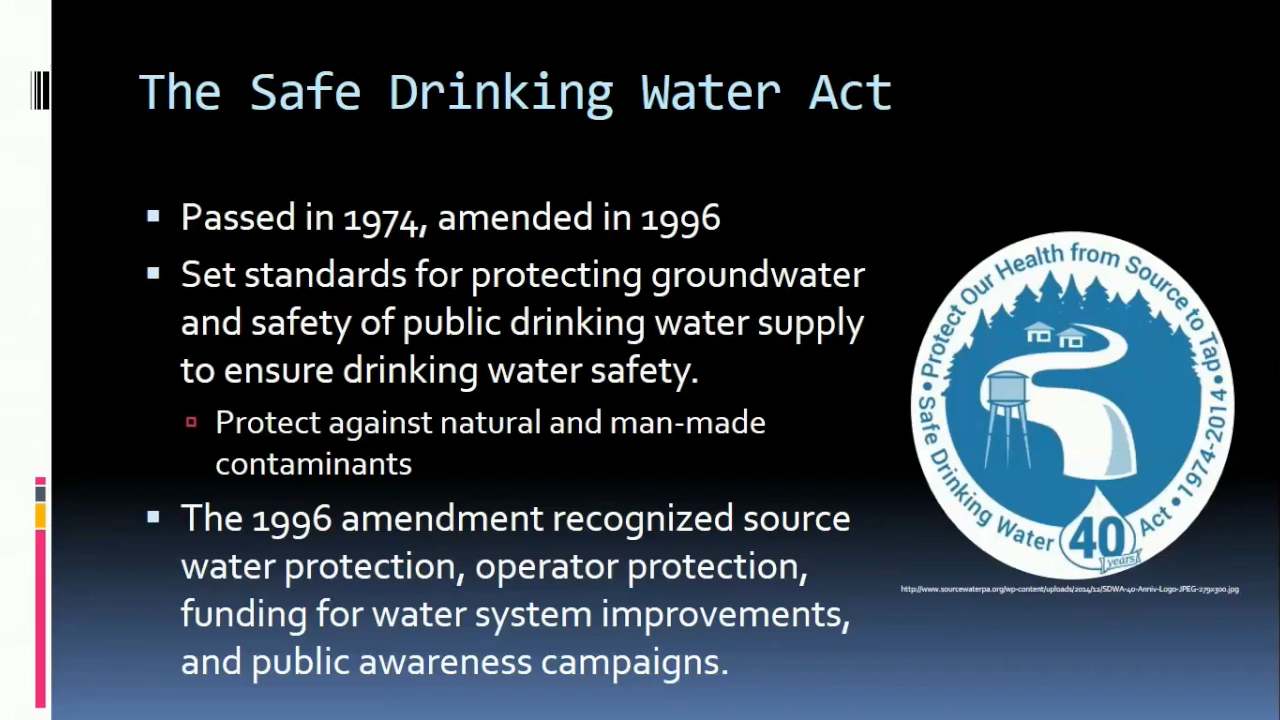 The Safe Drinking Water Act
▪ Passed in 1974, amended in 1996
▪ Set standards for protecting groundwater
and safety of public drinking water supply
to ensure drinking water safety.
▫ Protect against natural and man-made
contaminants
▪ The 1996 amendment recognized source
water protection, operator protection,
funding for water system improvements,
and public awareness campaigns.
Safe Drinking Water Act • 1974-2014 • Protect Our Health from Source to Tap •
40
years
http://www.sourcewaterpa.org/wp-content/uploads/2014/12/SDWA-40-Anniv-Logo-JPEG-279x300.jpg